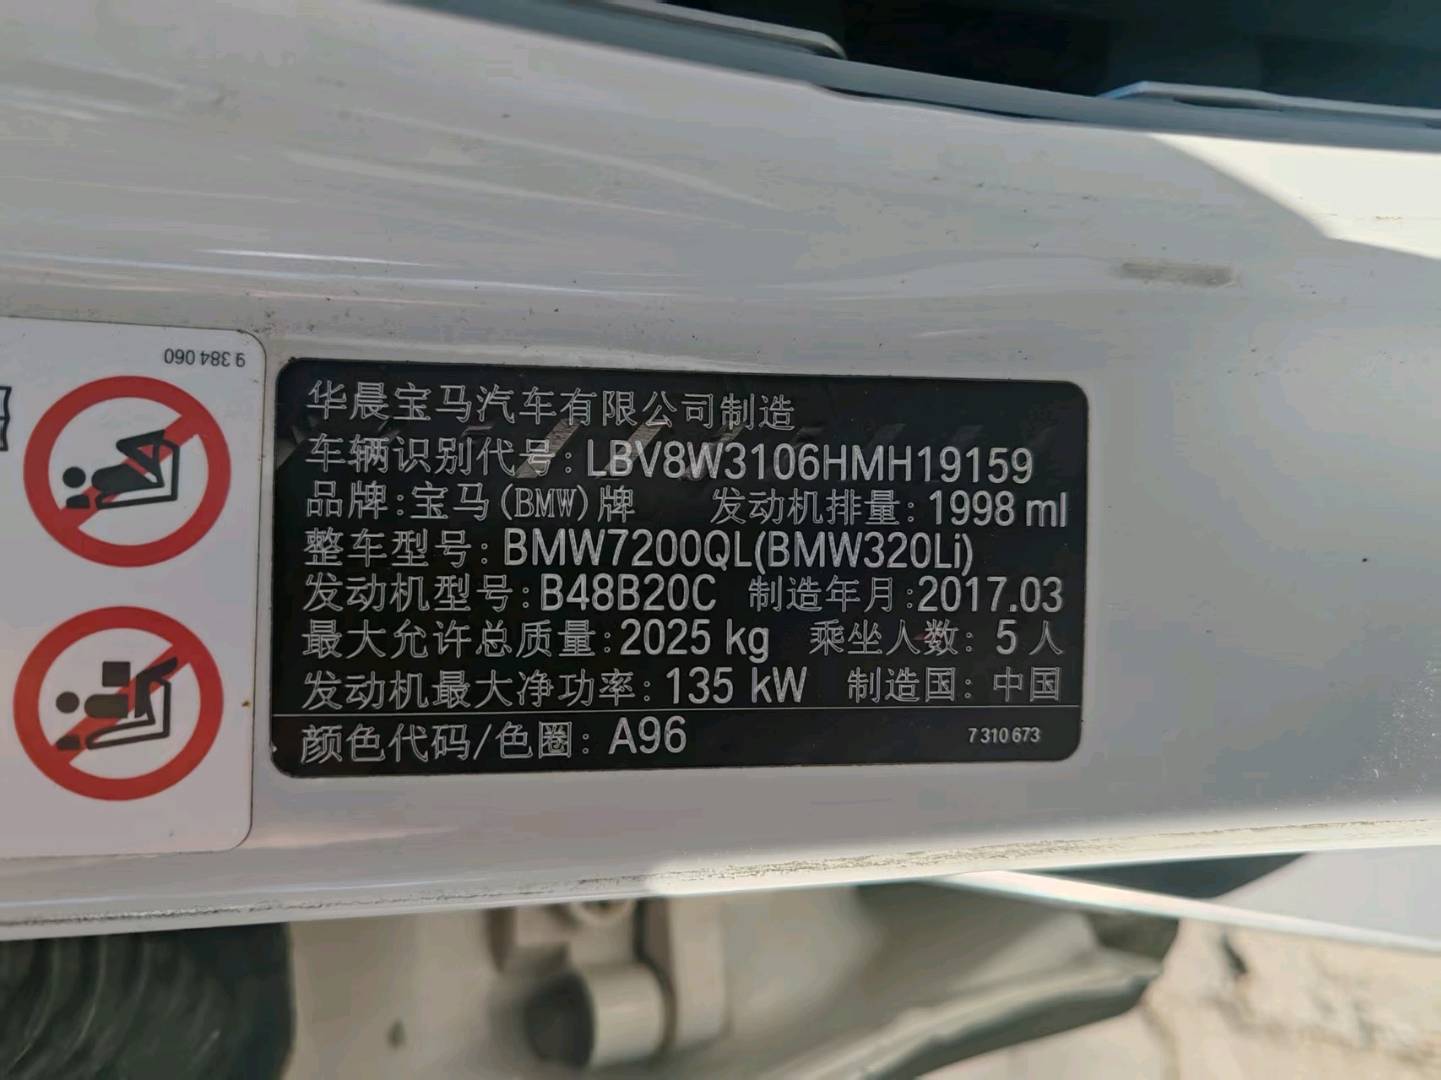 9 384 060
华晨宝马汽车有限公司制造
车辆识别代号: LBV8W3106HMH19159
品牌: 宝马(BMW)牌 发动机排量: 1998 ml
整车型号: BMW7200QL(BMW320Li)
发动机型号: B48B20C 制造年月: 2017.03
最大允许总质量: 2025 kg 乘坐人数: 5 人
发动机最大净功率: 135 kW 制造国: 中国
颜色代码/色圈: A96 7 310 673